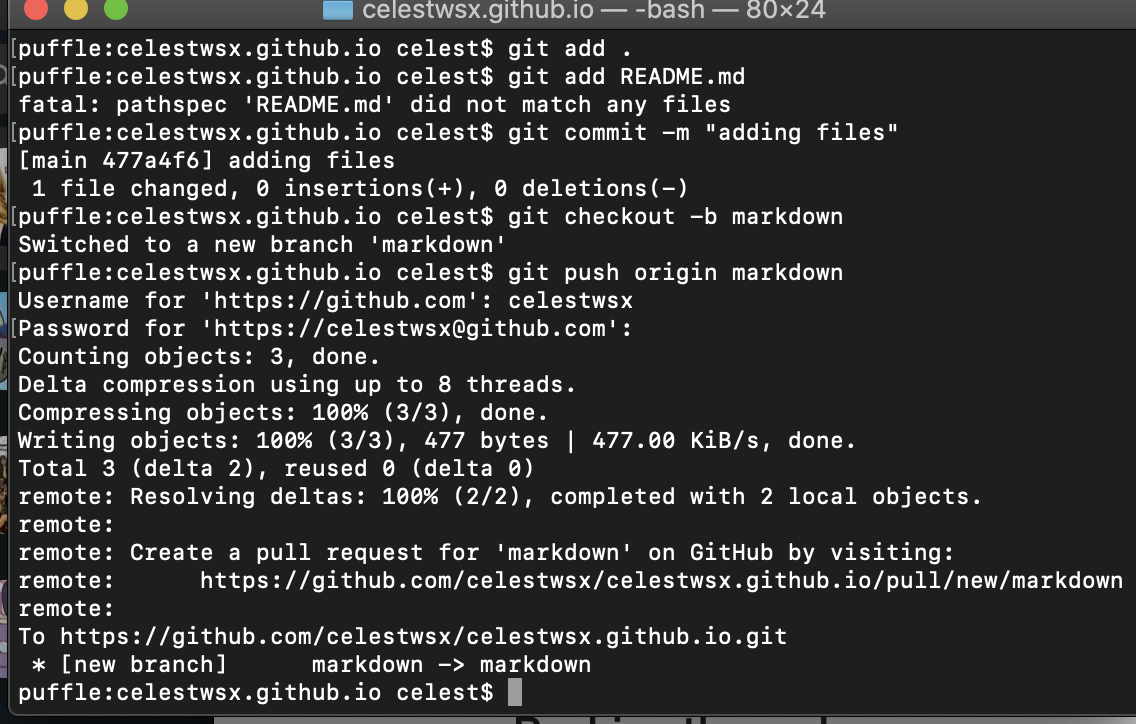 celestwsx.github.io — -bash — 80×24
[puffle:celestwsx.github.io celest$ git add .
[puffle:celestwsx.github.io celest$ git add README.md
fatal: pathspec 'README.md' did not match any files
[puffle:celestwsx.github.io celest$ git commit -m "adding files"
[main 477a4f6] adding files
 1 file changed, 0 insertions(+), 0 deletions(-)
[puffle:celestwsx.github.io celest$ git checkout -b markdown
Switched to a new branch 'markdown'
[puffle:celestwsx.github.io celest$ git push origin markdown
Username for 'https://github.com': celestwsx
[Password for 'https://celestwsx@github.com':
Counting objects: 3, done.
Delta compression using up to 8 threads.
Compressing objects: 100% (3/3), done.
Writing objects: 100% (3/3), 477 bytes | 477.00 KiB/s, done.
Total 3 (delta 2), reused 0 (delta 0)
remote: Resolving deltas: 100% (2/2), completed with 2 local objects.
remote:
remote: Create a pull request for 'markdown' on GitHub by visiting:
remote:      https://github.com/celestwsx/celestwsx.github.io/pull/new/markdown
remote:
To https://github.com/celestwsx/celestwsx.github.io.git
 * [new branch]      markdown -> markdown
puffle:celestwsx.github.io celest$